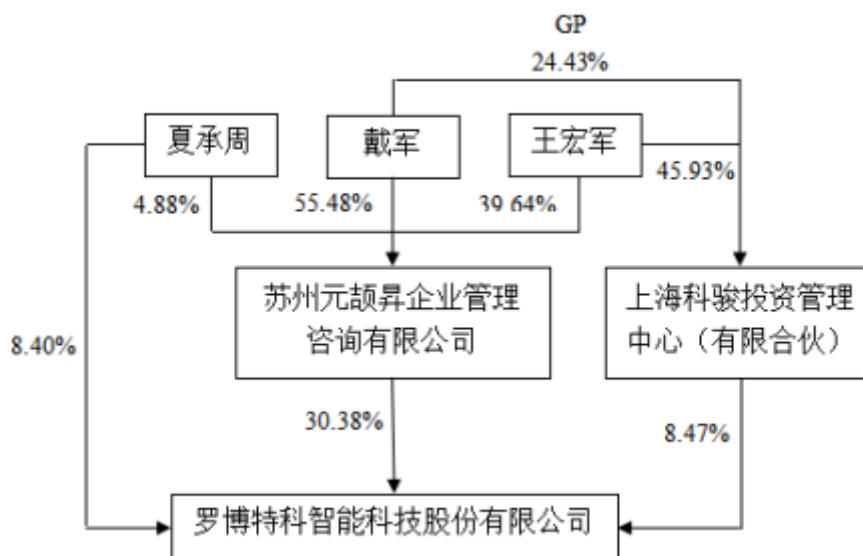 GP
24.43%
夏承周
戴军
王宏军
4.88%
55.48%
39.64%
45.93%
苏州元颉昇企业管理
咨询有限公司
上海科骏投资管理
中心（有限合伙）
8.40%
30.38%
8.47%
罗博特科智能科技股份有限公司